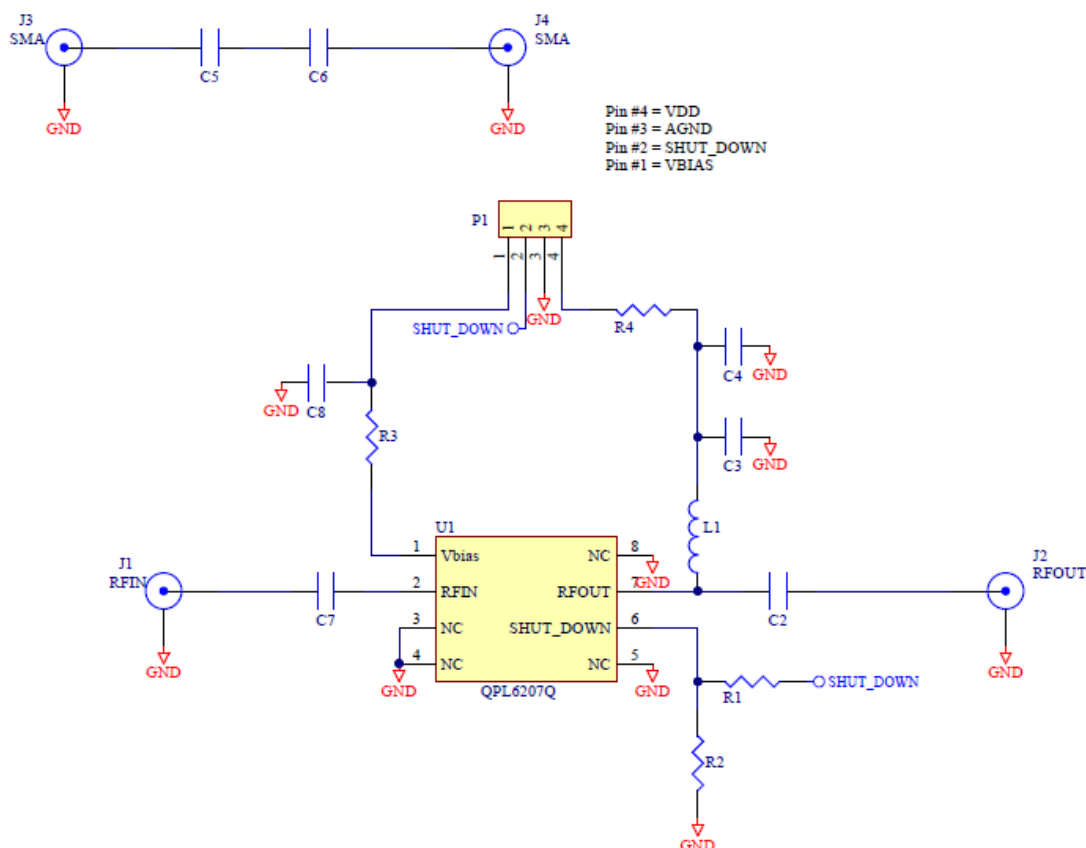 J3
SMA
J4
SMA
C5
C6
GND
GND
Pin #4 = VDD
Pin #3 = AGND
Pin #2 = SHUT_DOWN
Pin #1 = VBIAS
P1
1 2 3 4
1 2 3 4
SHUT_DOWN
GND
R4
C4
GND
GND
C8
R3
C3
GND
L1
U1
J1
RFIN
1 Vbias
NC 8
GND
J2
RFOUT
2 RFIN
RFOUT 7
C7
C2
3 NC
SHUT_DOWN 6
4 NC
NC 5
GND
GND
GND
GND
QPL6207Q
R1
SHUT_DOWN
R2
GND